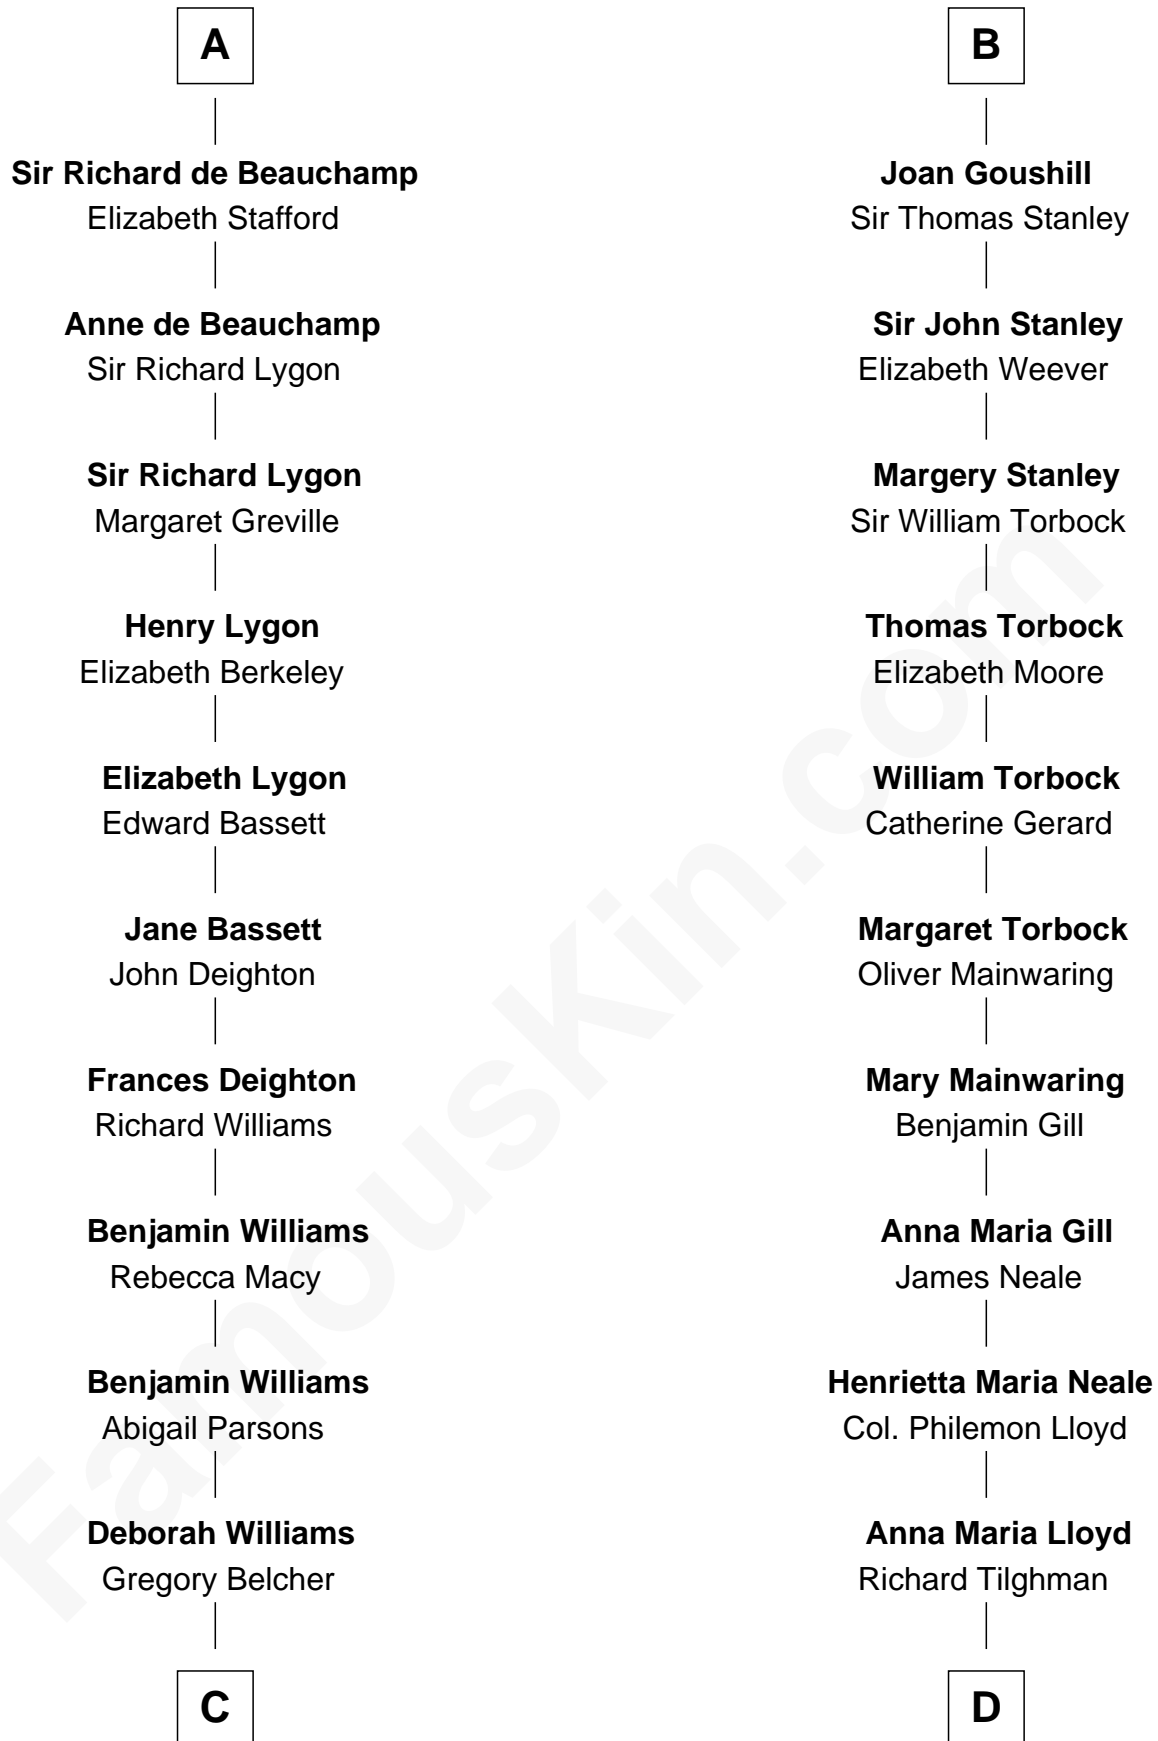 A
Sir Richard de Beauchamp
Elizabeth Stafford
Anne de Beauchamp
Sir Richard Lygon
Sir Richard Lygon
Margaret Greville
Henry Lygon
Elizabeth Berkeley
Elizabeth Lygon
Edward Bassett
Jane Bassett
John Deighton
Frances Deighton
Richard Williams
Benjamin Williams
Rebecca Macy
Benjamin Williams
Abigail Parsons
Deborah Williams
Gregory Belcher
C
B
Joan Goushill
Sir Thomas Stanley
Sir John Stanley
Elizabeth Weever
Margery Stanley
Sir William Torbock
Thomas Torbock
Elizabeth Moore
William Torbock
Catherine Gerard
Margaret Torbock
Oliver Mainwaring
Mary Mainwaring
Benjamin Gill
Anna Maria Gill
James Neale
Henrietta Maria Neale
Col. Philemon Lloyd
Anna Maria Lloyd
Richard Tilghman
D
FamousKin.com